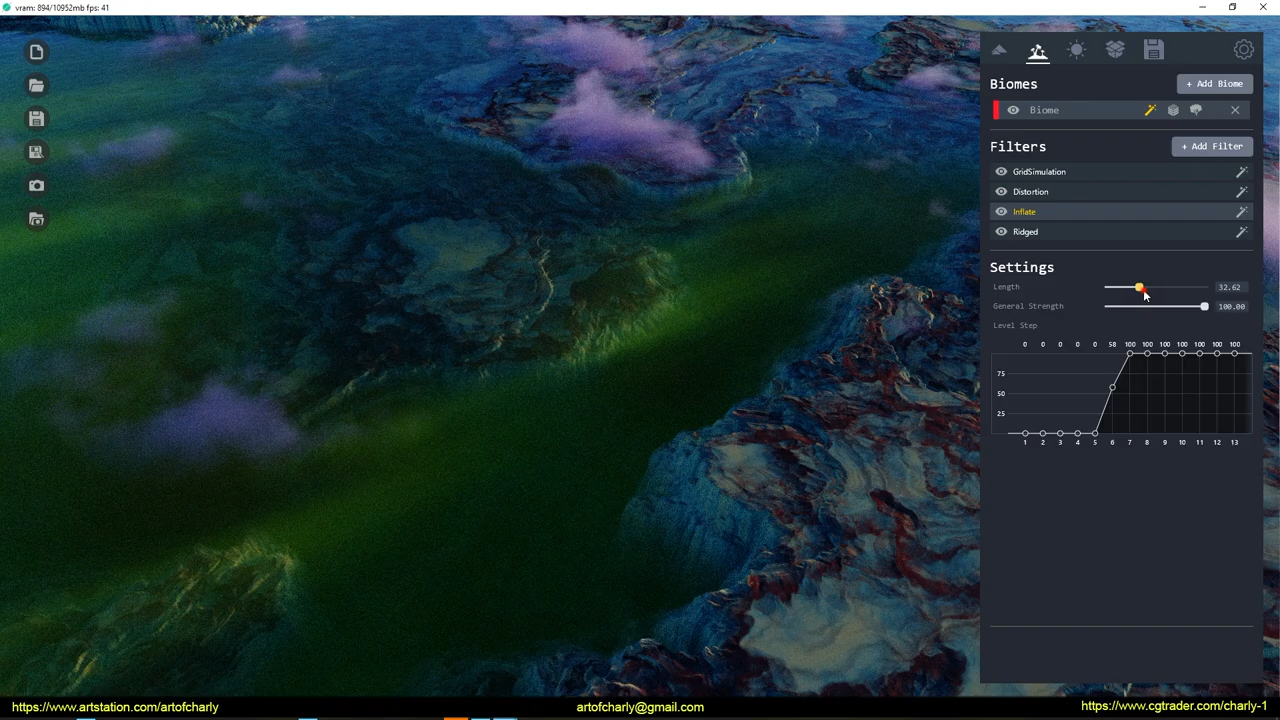 vram: 894/10952mb fps: 41
Biomes
+ Add Biome
Biome
Filters
+ Add Filter
GridSimulation
Distortion
Inflate
Ridged
Settings
Length 32.62
General Strength 100.00
Level Step
0 0 0 0 0 58 100 100 100 100 100 100 100
75
50
25
1 2 3 4 5 6 7 8 9 10 11 12 13
https://www.artstation.com/artofcharly
artofcharly@gmail.com
https://www.cgtrader.com/charly-1